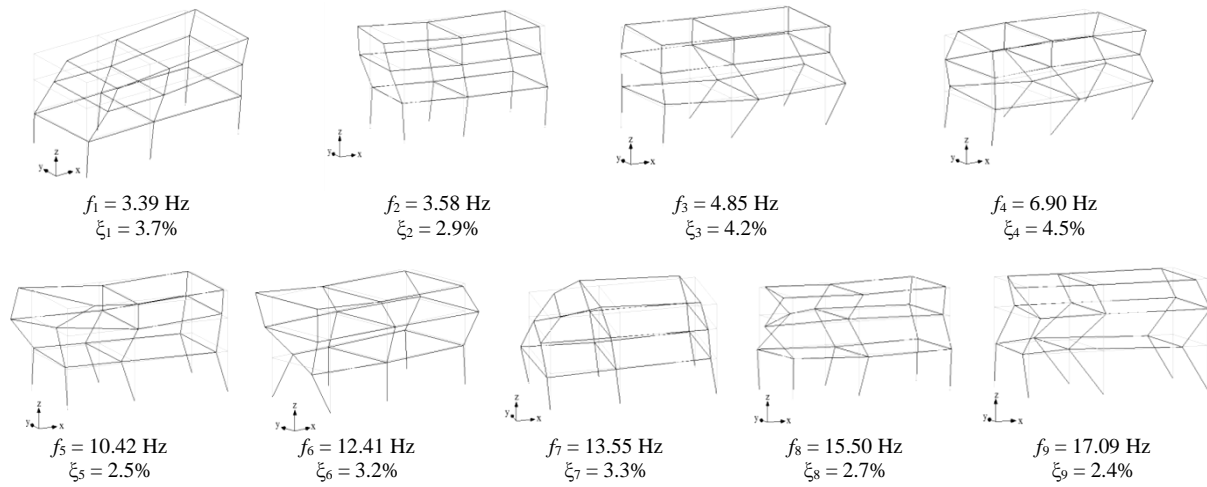 z
y
x
z
y
x
z
y
x
z
y
x
f₁ = 3.39 Hz
ξ₁ = 3.7%
f₂ = 3.58 Hz
ξ₂ = 2.9%
f₃ = 4.85 Hz
ξ₃ = 4.2%
f₄ = 6.90 Hz
ξ₄ = 4.5%
z
y
x
z
y
x
z
y
x
z
y
x
z
y
x
f₅ = 10.42 Hz
ξ₅ = 2.5%
f₆ = 12.41 Hz
ξ₆ = 3.2%
f₇ = 13.55 Hz
ξ₇ = 3.3%
f₈ = 15.50 Hz
ξ₈ = 2.7%
f₉ = 17.09 Hz
ξ₉ = 2.4%